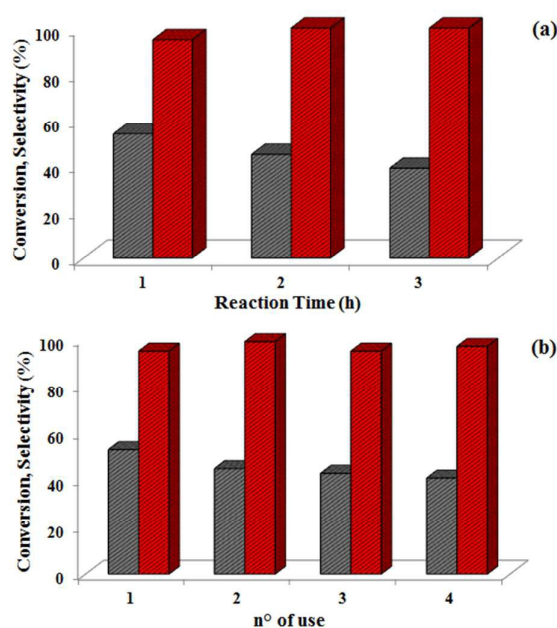 (a)
Conversion, Selectivity (%)
100
80
60
40
20
0
1 2 3
Reaction Time (h)
(b)
Conversion, Selectivity (%)
100
80
60
40
20
0
1 2 3 4
n° of use